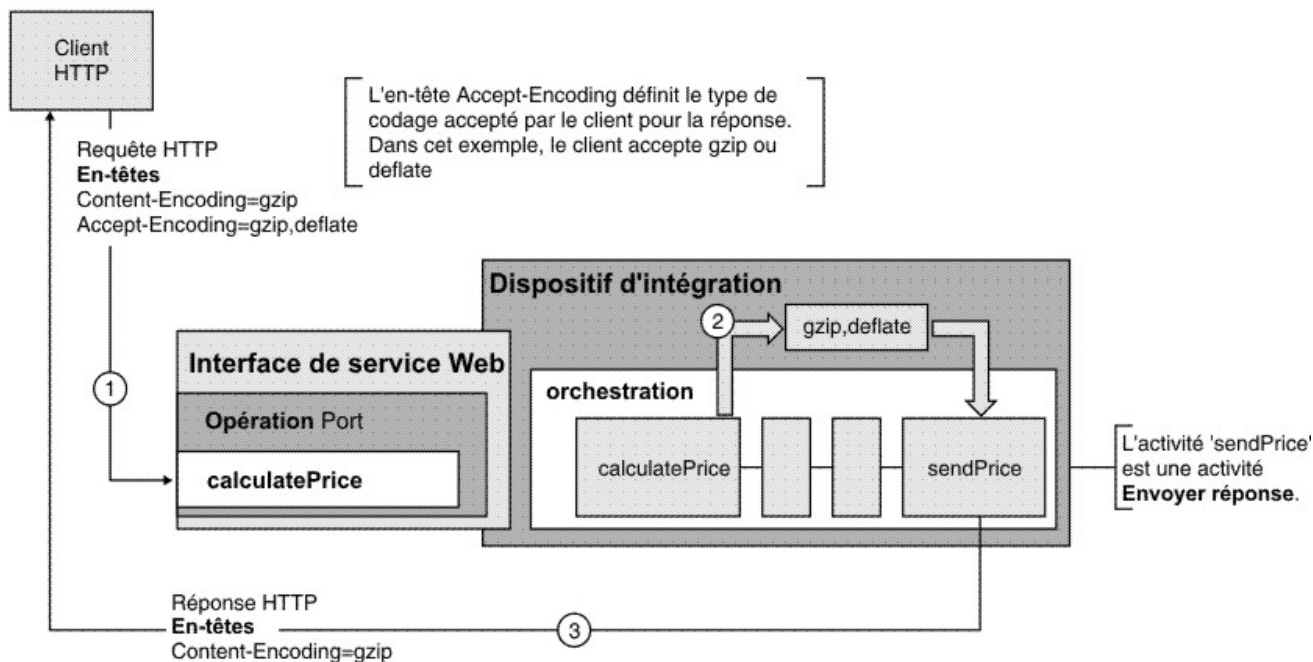 Client
HTTP
L'en-tête Accept-Encoding définit le type de
codage accepté par le client pour la réponse.
Dans cet exemple, le client accepte gzip ou
deflate
Requête HTTP
En-têtes
Content-Encoding=gzip
Accept-Encoding=gzip,deflate
Dispositif d'intégration
2
gzip,deflate
Interface de service Web
1
orchestration
Opération Port
calculatePrice
calculatePrice
sendPrice
L'activité 'sendPrice'
est une activité
Envoyer réponse.
Réponse HTTP
En-têtes
Content-Encoding=gzip
3